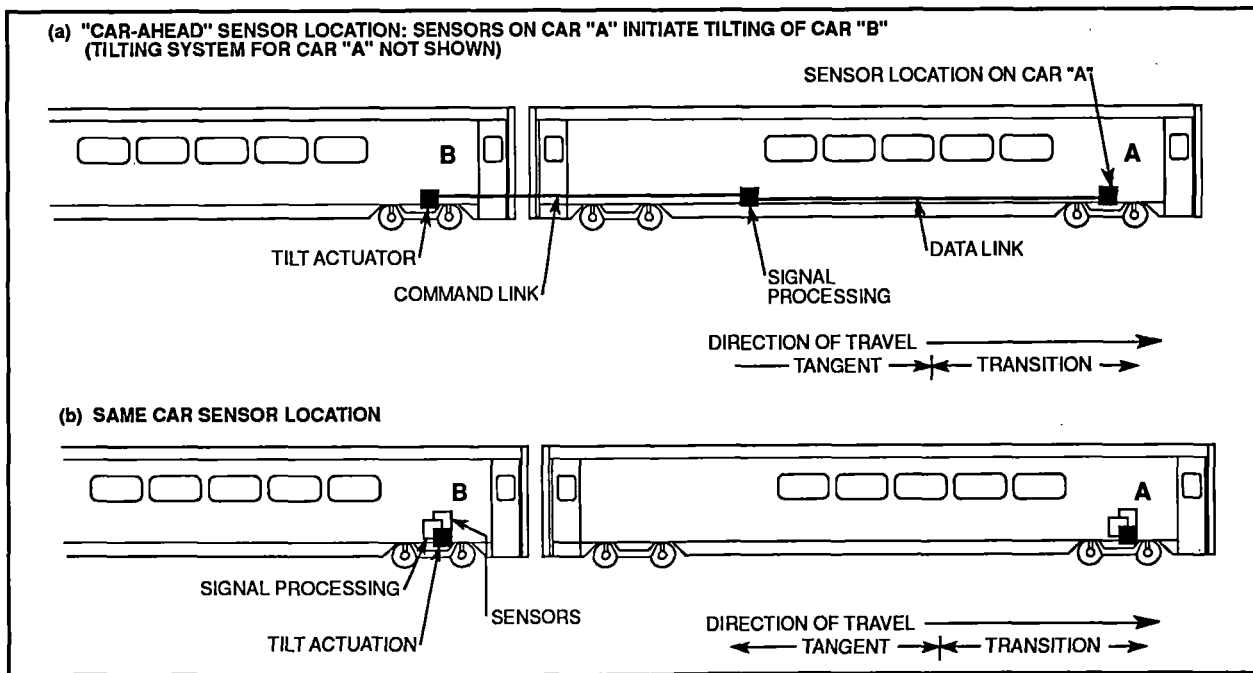 (a) "CAR-AHEAD" SENSOR LOCATION: SENSORS ON CAR "A" INITIATE TILTING OF CAR "B"
(TILTING SYSTEM FOR CAR "A" NOT SHOWN)
SENSOR LOCATION ON CAR "A"
B
A
TILT ACTUATOR
COMMAND LINK
SIGNAL
PROCESSING
DATA LINK
DIRECTION OF TRAVEL
TANGENT
TRANSITION
(b) SAME CAR SENSOR LOCATION
B
A
SIGNAL PROCESSING
SENSORS
TILT ACTUATION
DIRECTION OF TRAVEL
TANGENT
TRANSITION